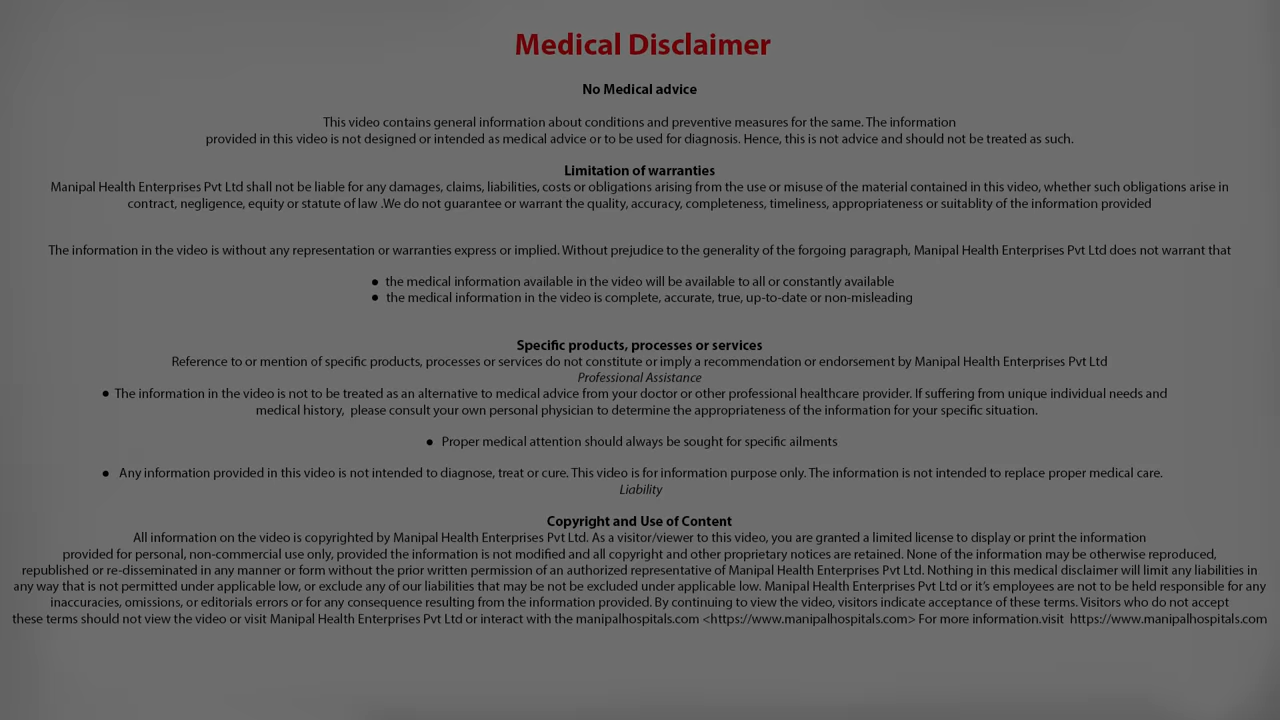 Medical Disclaimer
No Medical advice
This video contains general information about conditions and preventive measures for the same. The information
provided in this video is not designed or intended as medical advice or to be used for diagnosis. Hence, this is not advice and should not be treated as such.
Limitation of warranties
Manipal Health Enterprises Pvt Ltd shall not be liable for any damages, claims, liabilities, costs or obligations arising from the use or misuse of the material contained in this video, whether such obligations arise in
contract, negligence, equity or statute of law .We do not guarantee or warrant the quality, accuracy, completeness, timeliness, appropriateness or suitablity of the information provided
The information in the video is without any representation or warranties express or implied. Without prejudice to the generality of the forgoing paragraph, Manipal Health Enterprises Pvt Ltd does not warrant that
● the medical information available in the video will be available to all or constantly available
● the medical information in the video is complete, accurate, true, up-to-date or non-misleading
Specific products, processes or services
Reference to or mention of specific products, processes or services do not constitute or imply a recommendation or endorsement by Manipal Health Enterprises Pvt Ltd
Professional Assistance
● The information in the video is not to be treated as an alternative to medical advice from your doctor or other professional healthcare provider. If suffering from unique individual needs and
medical history, please consult your own personal physician to determine the appropriateness of the information for your specific situation.
● Proper medical attention should always be sought for specific ailments
● Any information provided in this video is not intended to diagnose, treat or cure. This video is for information purpose only. The information is not intended to replace proper medical care.
Liability
Copyright and Use of Content
All information on the video is copyrighted by Manipal Health Enterprises Pvt Ltd. As a visitor/viewer to this video, you are granted a limited license to display or print the information
provided for personal, non-commercial use only, provided the information is not modified and all copyright and other proprietary notices are retained. None of the information may be otherwise reproduced,
republished or re-disseminated in any manner or form without the prior written permission of an authorized representative of Manipal Health Enterprises Pvt Ltd. Nothing in this medical disclaimer will limit any liabilities in
any way that is not permitted under applicable low, or exclude any of our liabilities that may be not be excluded under applicable low. Manipal Health Enterprises Pvt Ltd or it's employees are not to be held responsible for any
inaccuracies, omissions, or editorials errors or for any consequence resulting from the information provided. By continuing to view the video, visitors indicate acceptance of these terms. Visitors who do not accept
these terms should not view the video or visit Manipal Health Enterprises Pvt Ltd or interact with the manipalhospitals.com <https://www.manipalhospitals.com> For more information.visit https://www.manipalhospitals.com